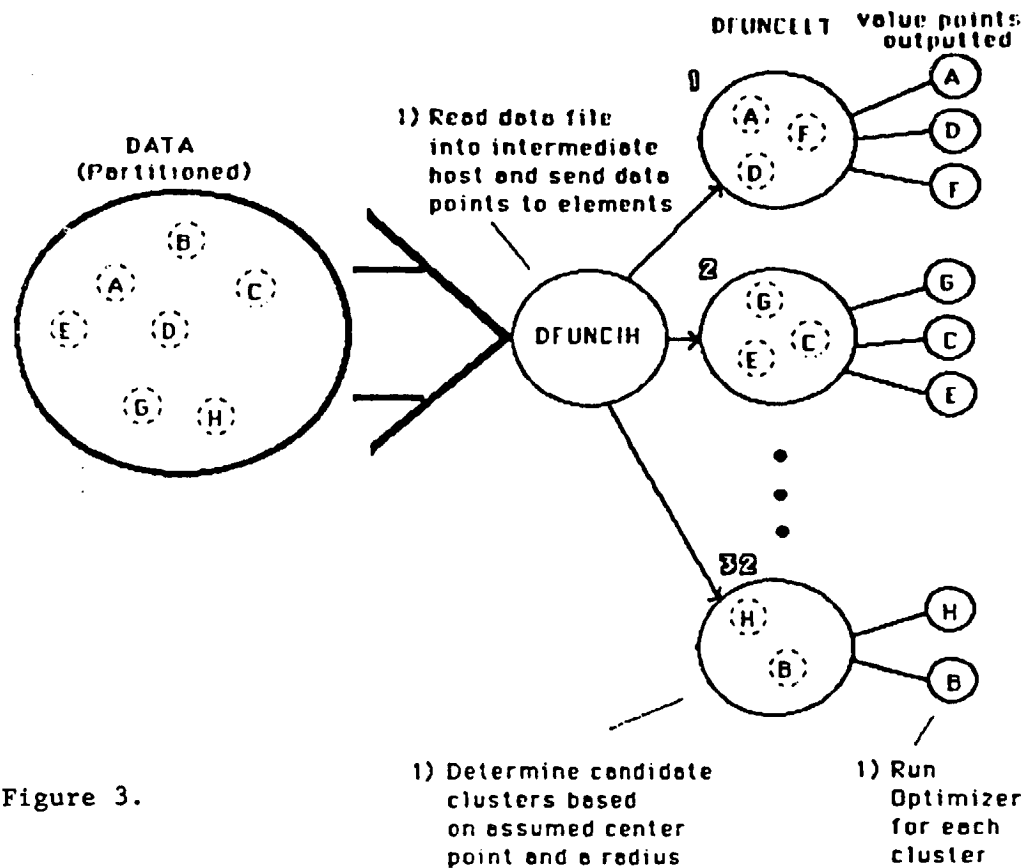 DFUNCELT
value points
outputted
DATA
(Partitioned)
1) Read data file
into intermediate
host and send data
points to elements
1
A
F
D
A
D
F
B
A
C
E
D
G
H
DFUNCIH
2
G
C
E
G
C
E
32
H
B
H
B
Figure 3.
1) Determine candidate
clusters based
on assumed center
point and a radius
1) Run
Optimizer
for each
cluster